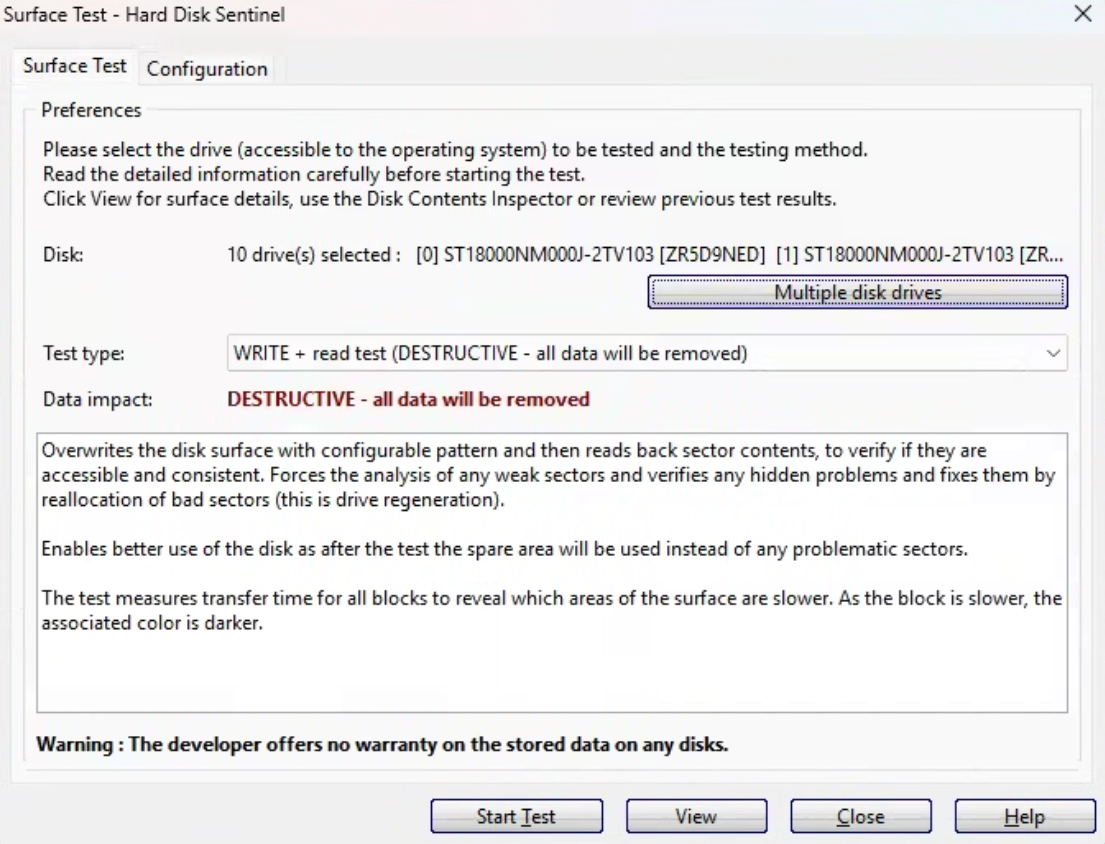 Surface Test - Hard Disk Sentinel
Surface Test
Configuration
Preferences
Please select the drive (accessible to the operating system) to be tested and the testing method.
Read the detailed information carefully before starting the test.
Click View for surface details, use the Disk Contents Inspector or review previous test results.
Disk: 10 drive(s) selected : [0] ST18000NM000J-2TV103 [ZR5D9NED] [1] ST18000NM000J-2TV103 [ZR...
Multiple disk drives
Test type: WRITE + read test (DESTRUCTIVE - all data will be removed)
Data impact: DESTRUCTIVE - all data will be removed
Overwrites the disk surface with configurable pattern and then reads back sector contents, to verify if they are
accessible and consistent. Forces the analysis of any weak sectors and verifies any hidden problems and fixes them by
reallocation of bad sectors (this is drive regeneration).
Enables better use of the disk as after the test the spare area will be used instead of any problematic sectors.
The test measures transfer time for all blocks to reveal which areas of the surface are slower. As the block is slower, the
associated color is darker.
Warning : The developer offers no warranty on the stored data on any disks.
Start Test
View
Close
Help